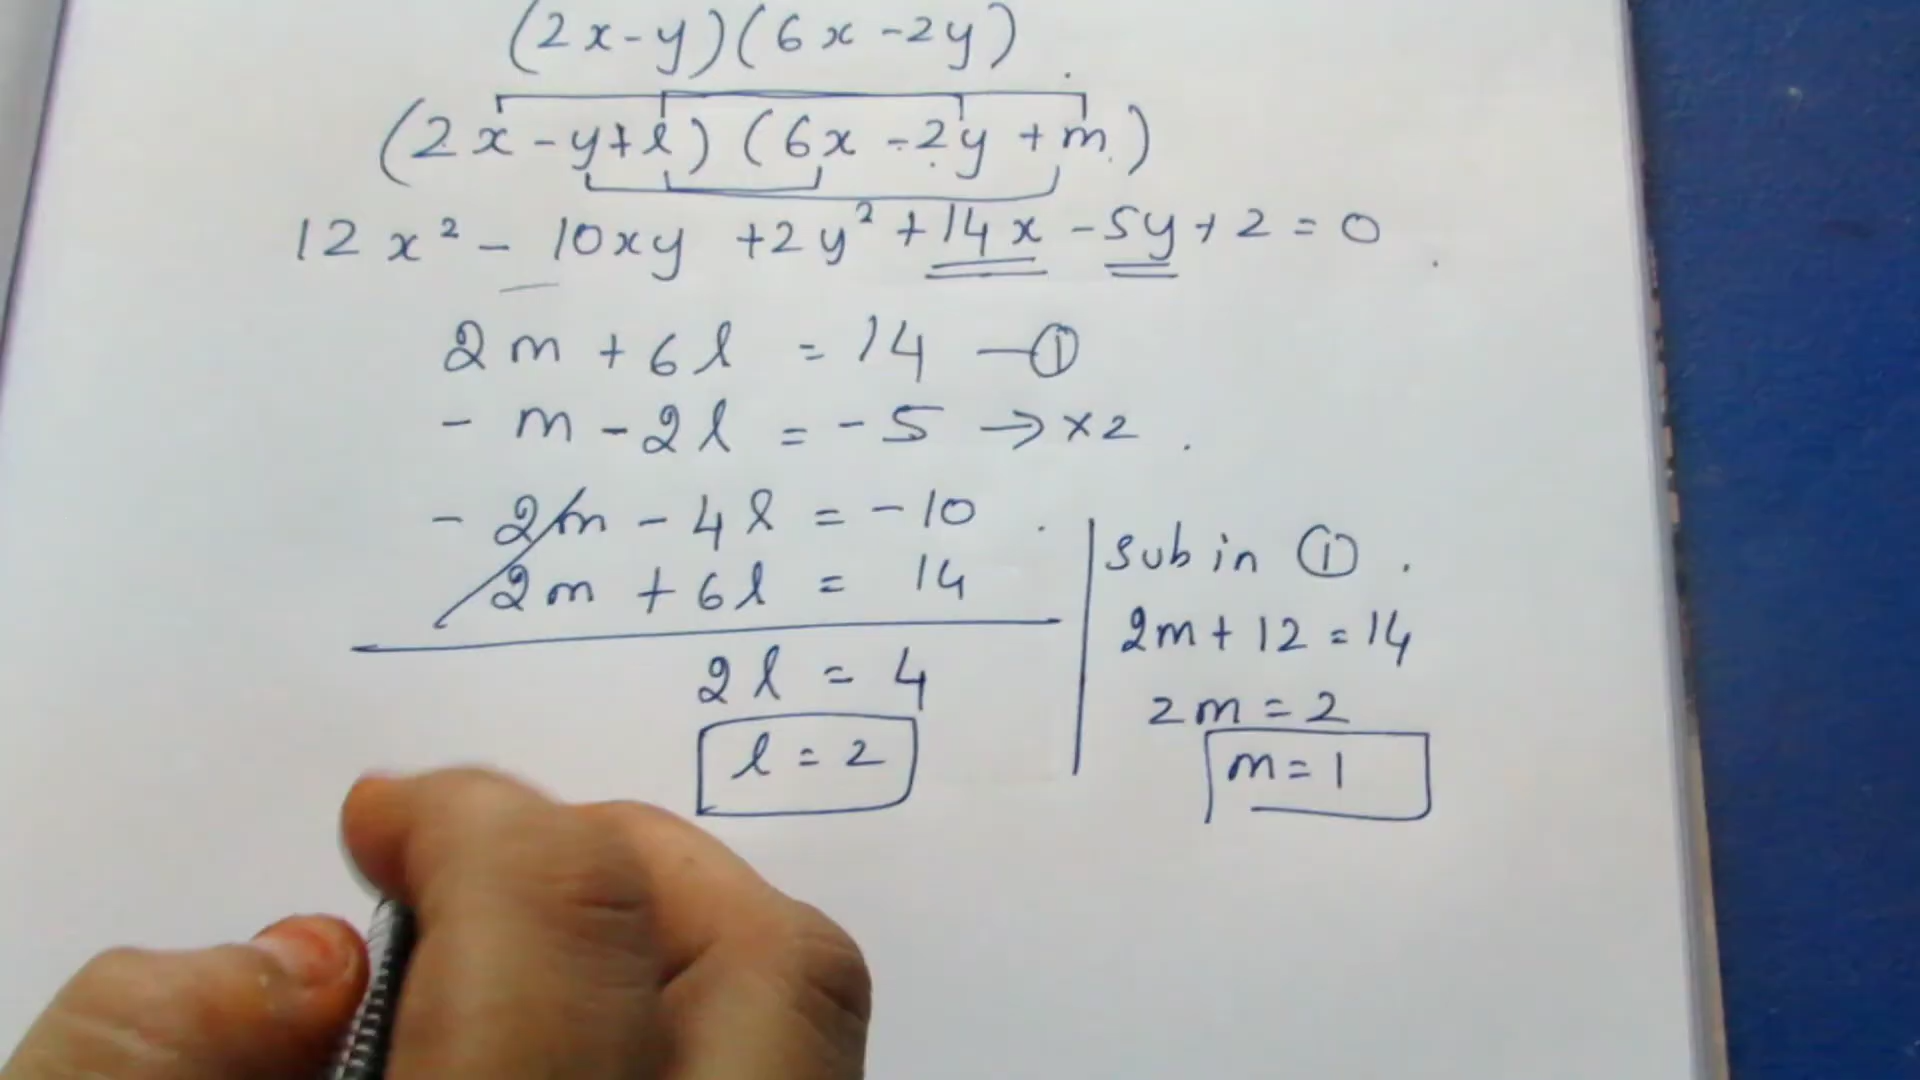 (2x-y)(6x-2y)
(2x-y+l)(6x-2y+m)
12x²-10xy+2y²+14x-5y+2=0
2m+6l=14 —①
-m-2l=-5→×2
-2m-4l=-10
2m+6l=14
2l=4
l=2
Sub in ①.
2m+12=14
2m=2
m=1